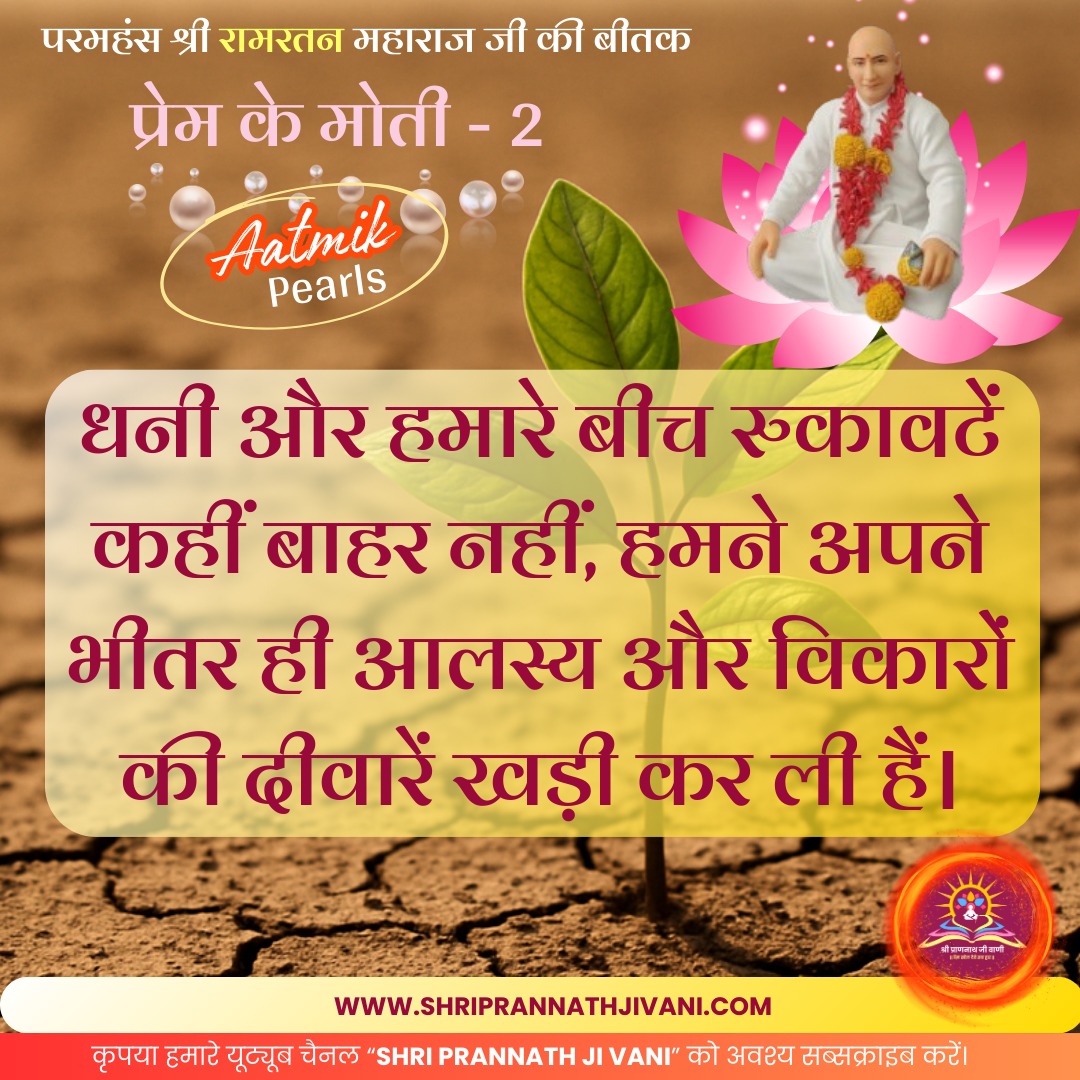 परमहंस श्री रामरतन महाराज जी की बीतक
प्रेम के मोती - 2
Aatmik
Pearls
धनी और हमारे बीच रुकावटें
कहीं बाहर नहीं, हमने अपने
भीतर ही आलस्य और विकारों
की दीवारें खड़ी कर ली हैं।
श्री प्राणनाथ जी वाणी
WWW.SHRIPRANNATHJIVANI.COM
कृपया हमारे यूट्यूब चैनल “SHRI PRANNATH JI VANI” को अवश्य सब्सक्राइब करें।